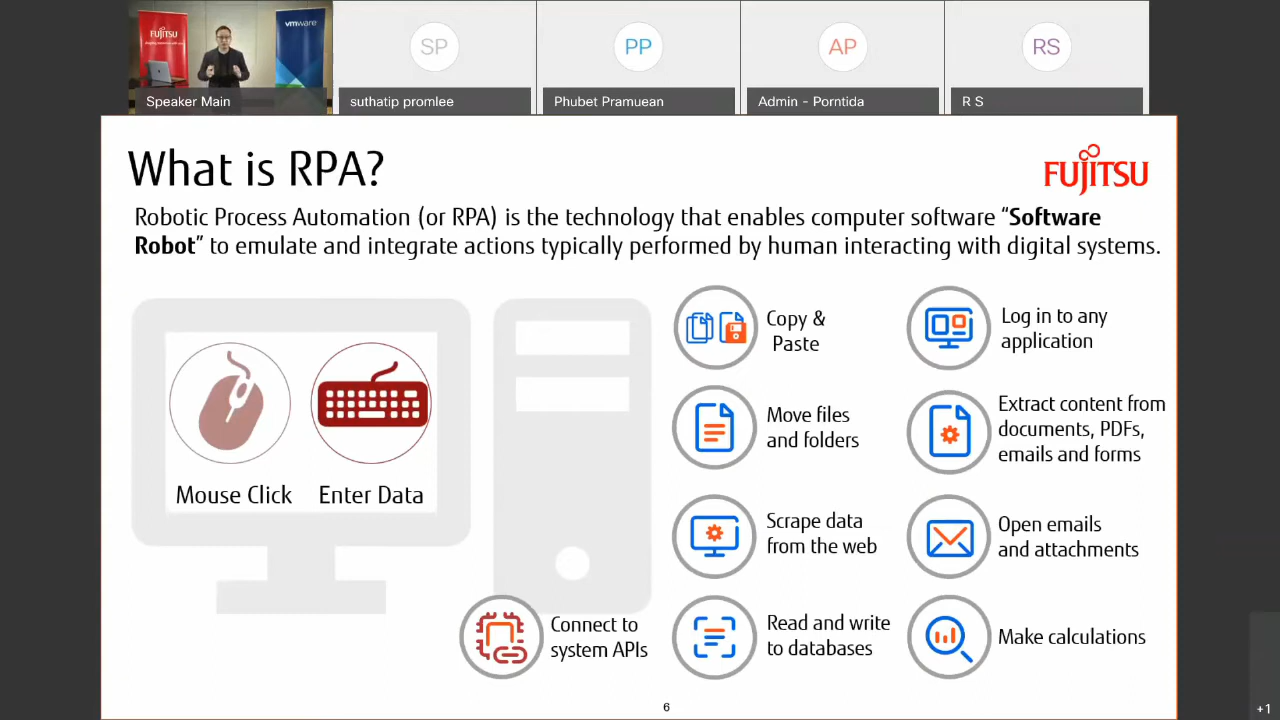 FUJITSU
vmware
SP
PP
AP
RS
Speaker Main
suthatip promlee
Phubet Pramuean
Admin - Porntida
R S
What is RPA?
FUJITSU
Robotic Process Automation (or RPA) is the technology that enables computer software “Software
Robot” to emulate and integrate actions typically performed by human interacting with digital systems.
Mouse Click
Enter Data
Copy &
Paste
Log in to any
application
Move files
and folders
Extract content from
documents, PDFs,
emails and forms
Scrape data
from the web
Open emails
and attachments
Connect to
system APIs
Read and write
to databases
Make calculations
6
+1